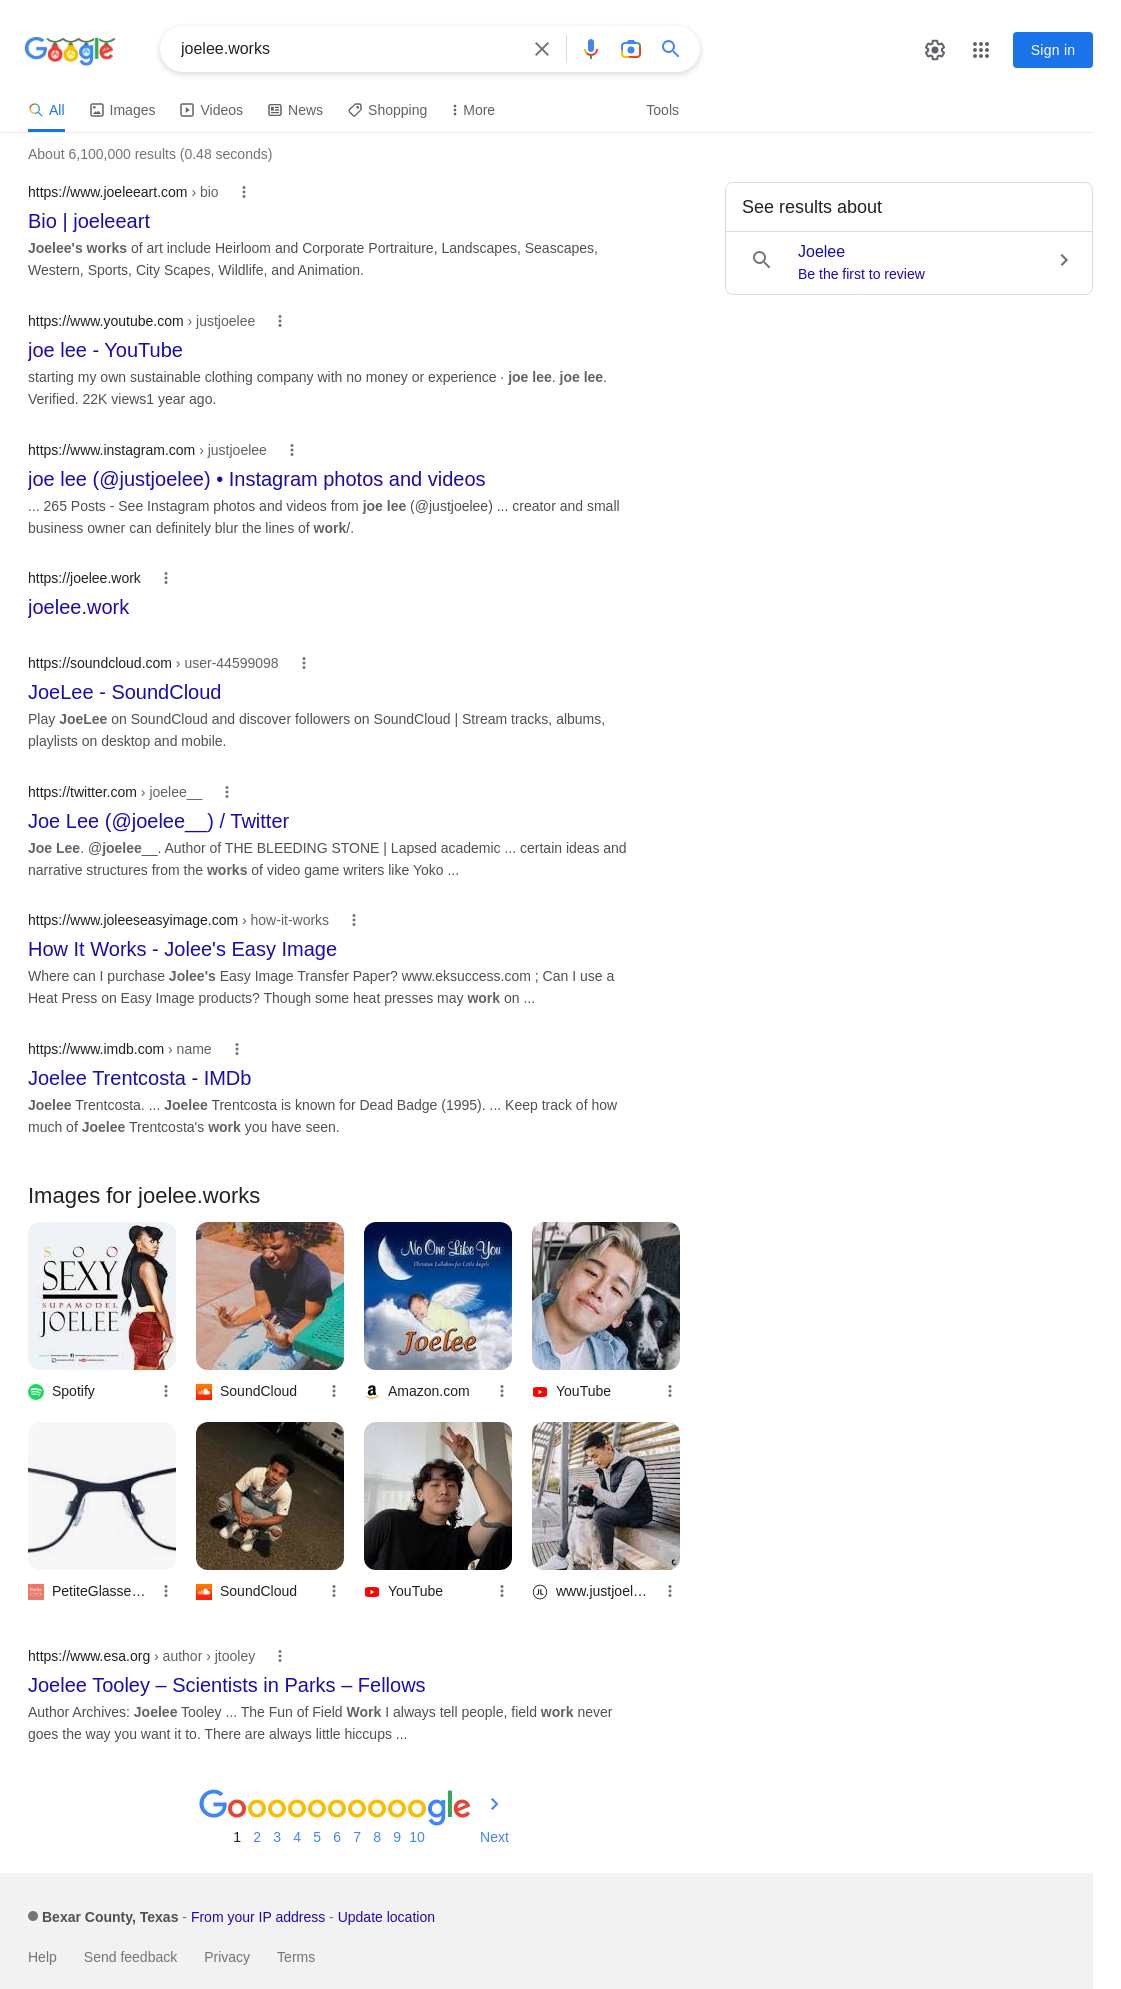 Google
joelee.works
Sign in
All
Images
Videos
News
Shopping
More
Tools
About 6,100,000 results (0.48 seconds)
https://www.joeleeart.com › bio
Bio | joeleeart
Joelee's works of art include Heirloom and Corporate Portraiture, Landscapes, Seascapes,
Western, Sports, City Scapes, Wildlife, and Animation.
See results about
Joelee
Be the first to review
https://www.youtube.com › justjoelee
joe lee - YouTube
starting my own sustainable clothing company with no money or experience · joe lee. joe lee.
Verified. 22K views1 year ago.
https://www.instagram.com › justjoelee
joe lee (@justjoelee) • Instagram photos and videos
... 265 Posts - See Instagram photos and videos from joe lee (@justjoelee) ... creator and small
business owner can definitely blur the lines of work/.
https://joelee.work
joelee.work
https://soundcloud.com › user-44599098
JoeLee - SoundCloud
Play JoeLee on SoundCloud and discover followers on SoundCloud | Stream tracks, albums,
playlists on desktop and mobile.
https://twitter.com › joelee__
Joe Lee (@joelee__) / Twitter
Joe Lee. @joelee__. Author of THE BLEEDING STONE | Lapsed academic ... certain ideas and
narrative structures from the works of video game writers like Yoko ...
https://www.joleeseasyimage.com › how-it-works
How It Works - Jolee's Easy Image
Where can I purchase Jolee's Easy Image Transfer Paper? www.eksuccess.com ; Can I use a
Heat Press on Easy Image products? Though some heat presses may work on ...
https://www.imdb.com › name
Joelee Trentcosta - IMDb
Joelee Trentcosta. ... Joelee Trentcosta is known for Dead Badge (1995). ... Keep track of how
much of Joelee Trentcosta's work you have seen.
Images for joelee.works
SOO
SEXY
SUPAMODEL
JOELEE
No One Like You
Christian Lullabies for Little Angels
Joelee
Spotify
SoundCloud
Amazon.com
YouTube
PetiteGlasse...
SoundCloud
YouTube
JL
www.justjoel...
https://www.esa.org › author › jtooley
Joelee Tooley – Scientists in Parks – Fellows
Author Archives: Joelee Tooley ... The Fun of Field Work I always tell people, field work never
goes the way you want it to. There are always little hiccups ...
Goooooooooogle
1 2 3 4 5 6 7 8 9 10 Next
Bexar County, Texas - From your IP address - Update location
Help
Send feedback
Privacy
Terms